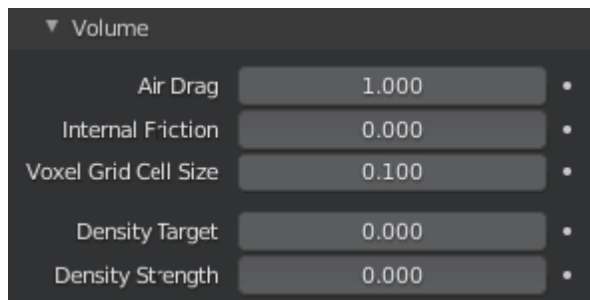 Volume
Air Drag 1.000
Internal Friction 0.000
Voxel Grid Cell Size 0.100
Density Target 0.000
Density Strength 0.000